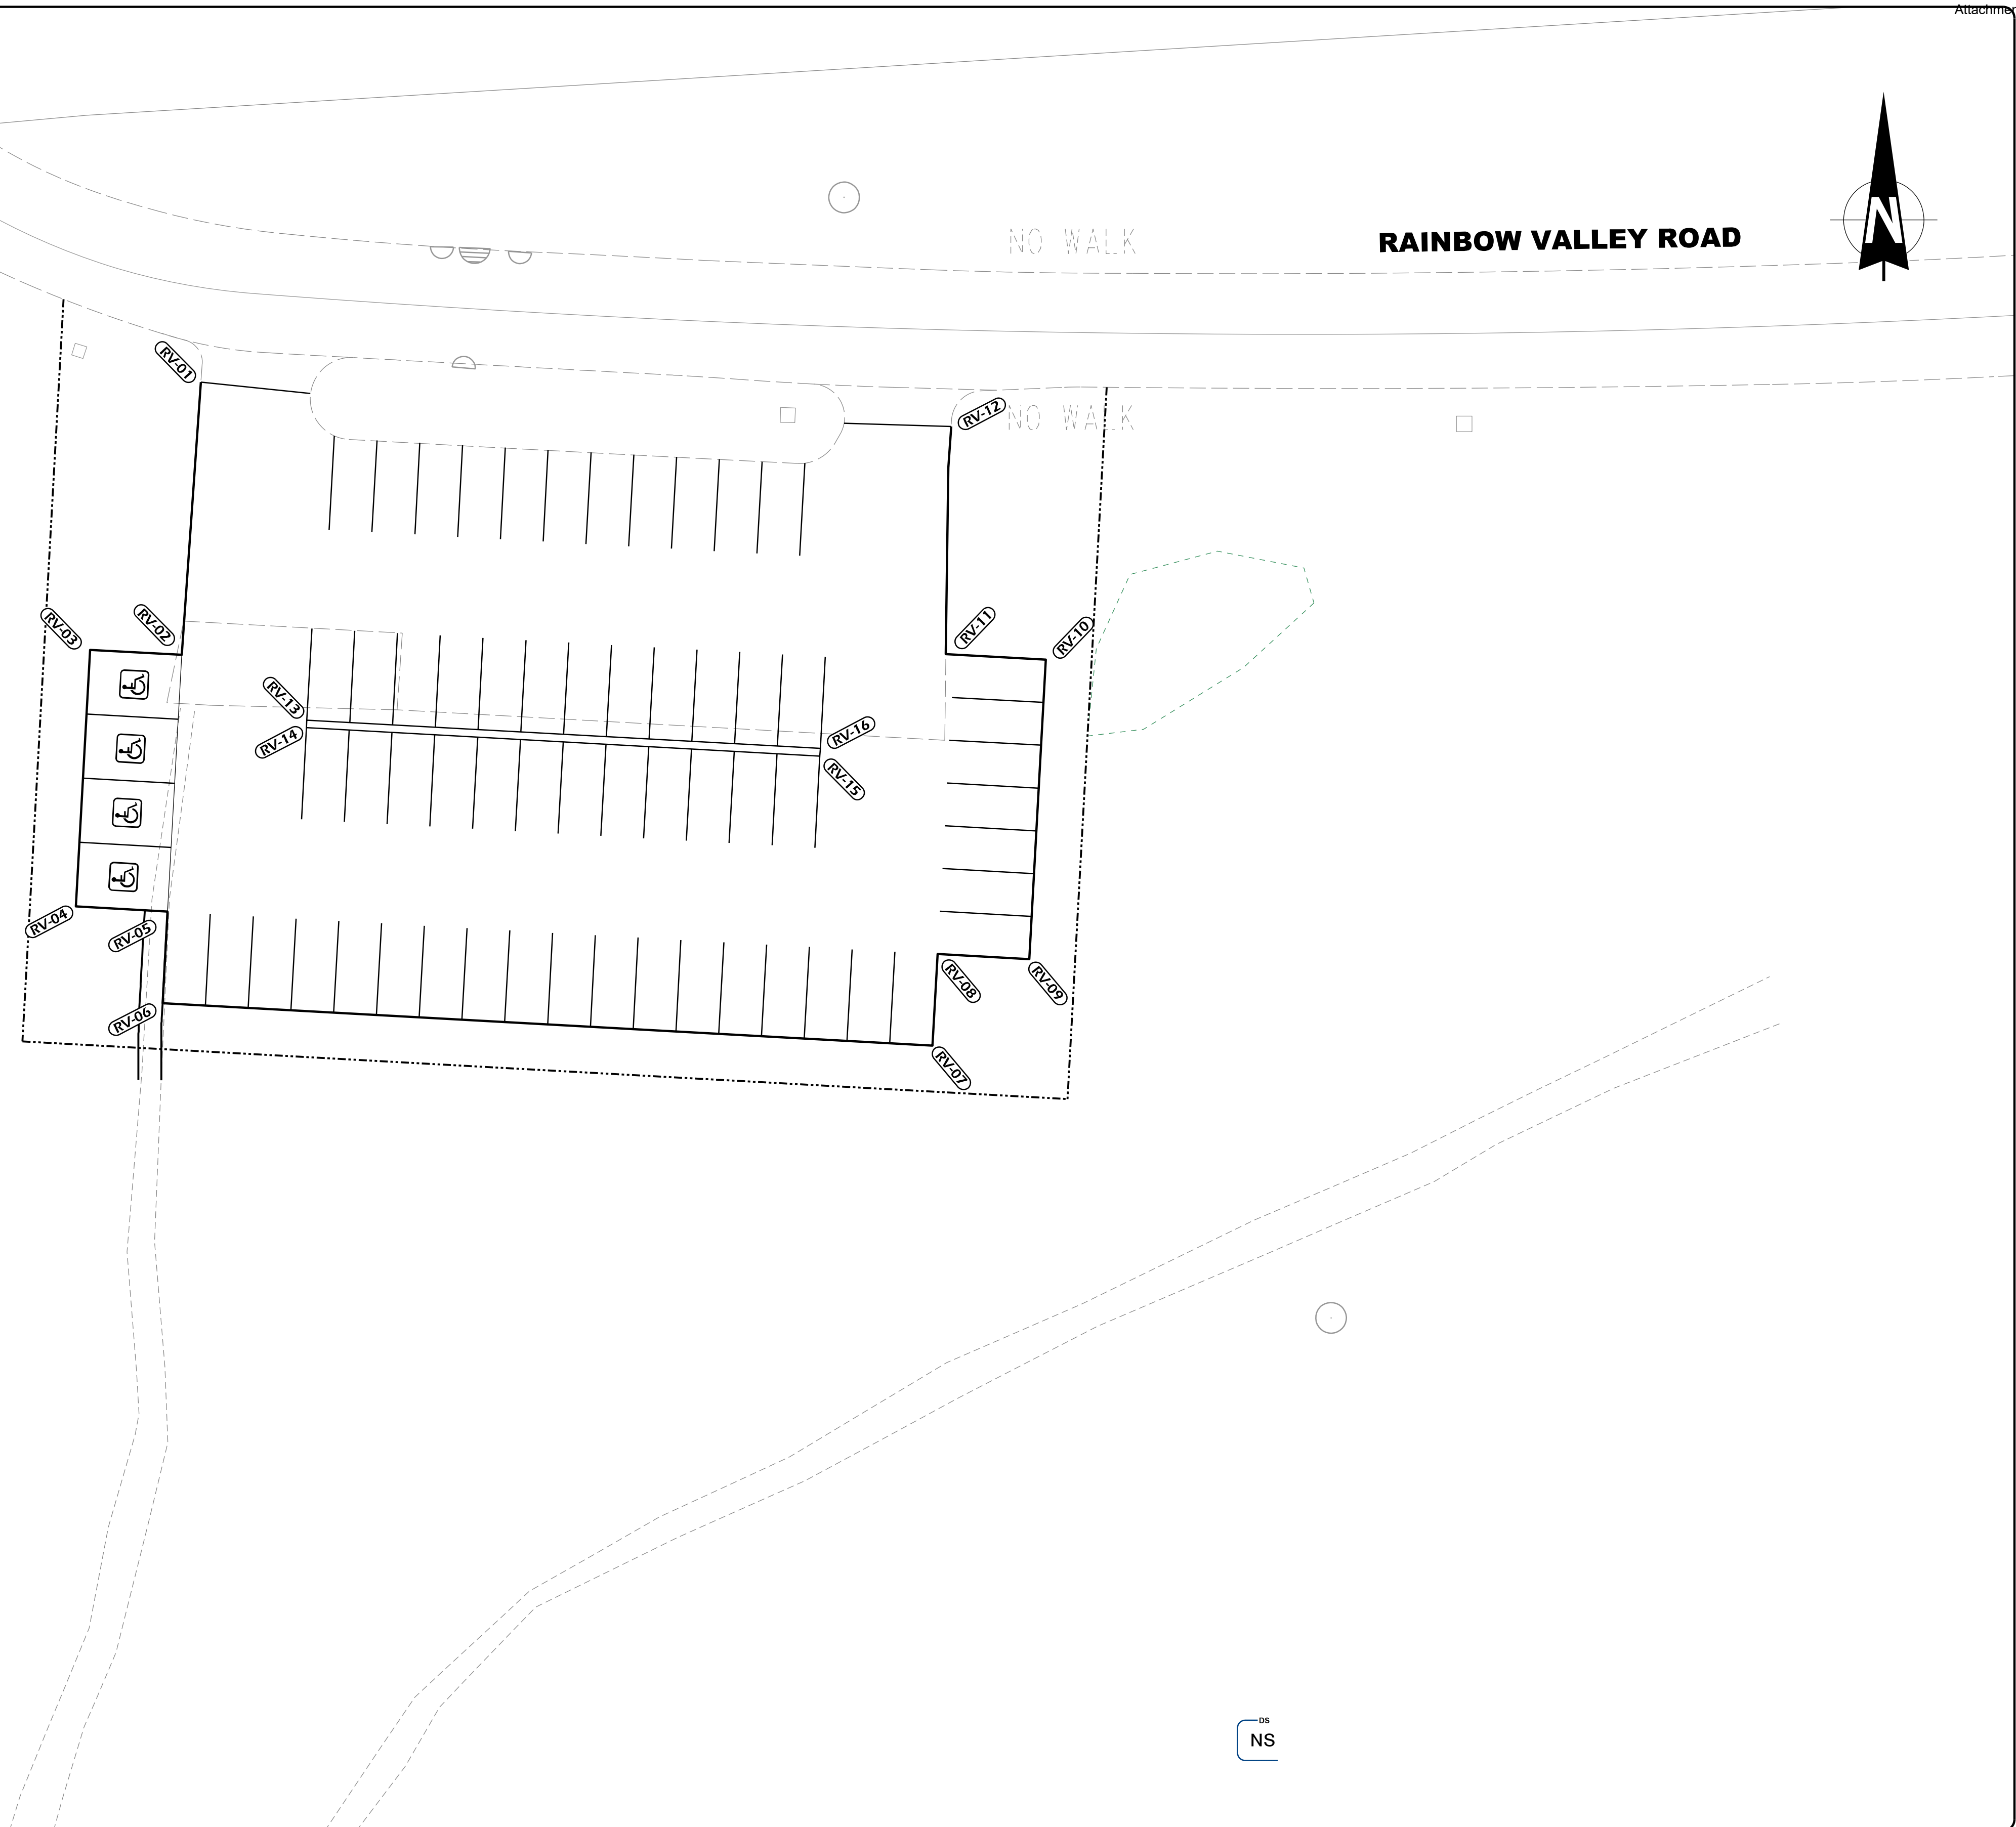 Attachmen
N
NO WALK
RAINBOW VALLEY ROAD
RV-01
RV-12
NO WALK
RV-03
RV-02
RV-11
RV-10
RV-13
RV-14
RV-16
RV-15
RV-04
RV-05
RV-08
RV-09
RV-06
RV-07
DS
NS